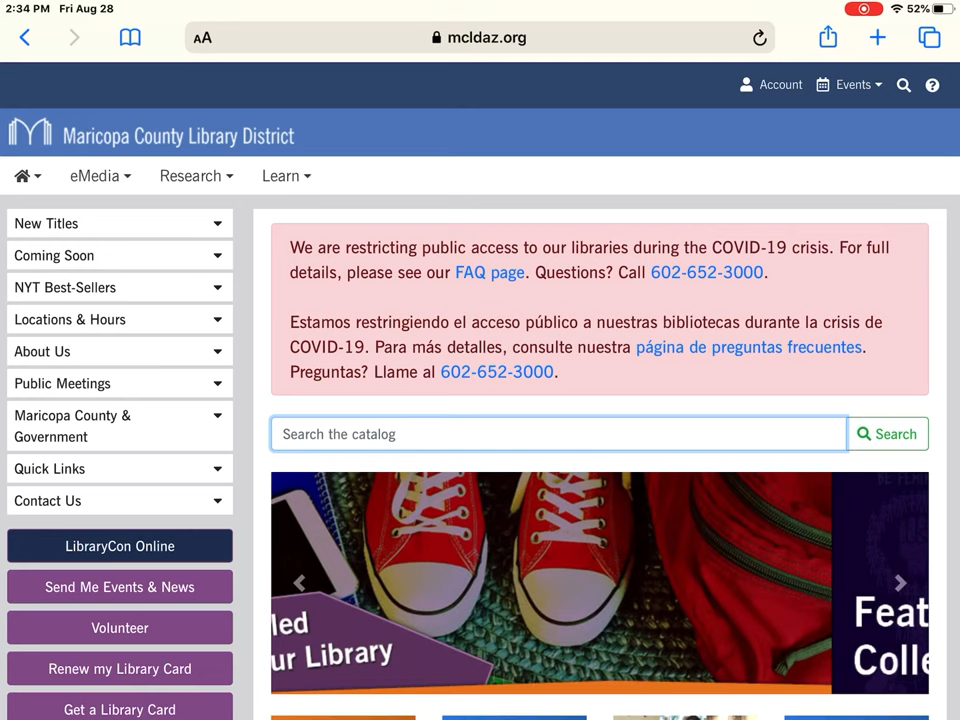 2:34 PM Fri Aug 28
52%
AA
mcldaz.org
Account
Events
Maricopa County Library District
eMedia
Research
Learn
New Titles
Coming Soon
NYT Best-Sellers
Locations & Hours
About Us
Public Meetings
Maricopa County &
Government
Quick Links
Contact Us
LibraryCon Online
Send Me Events & News
Volunteer
Renew my Library Card
Get a Library Card
We are restricting public access to our libraries during the COVID-19 crisis. For full
details, please see our FAQ page. Questions? Call 602-652-3000.
Estamos restringiendo el acceso público a nuestras bibliotecas durante la crisis de
COVID-19. Para más detalles, consulte nuestra página de preguntas frecuentes.
Preguntas? Llame al 602-652-3000.
Search the catalog
Search
led
ur Library
Feat
Colle